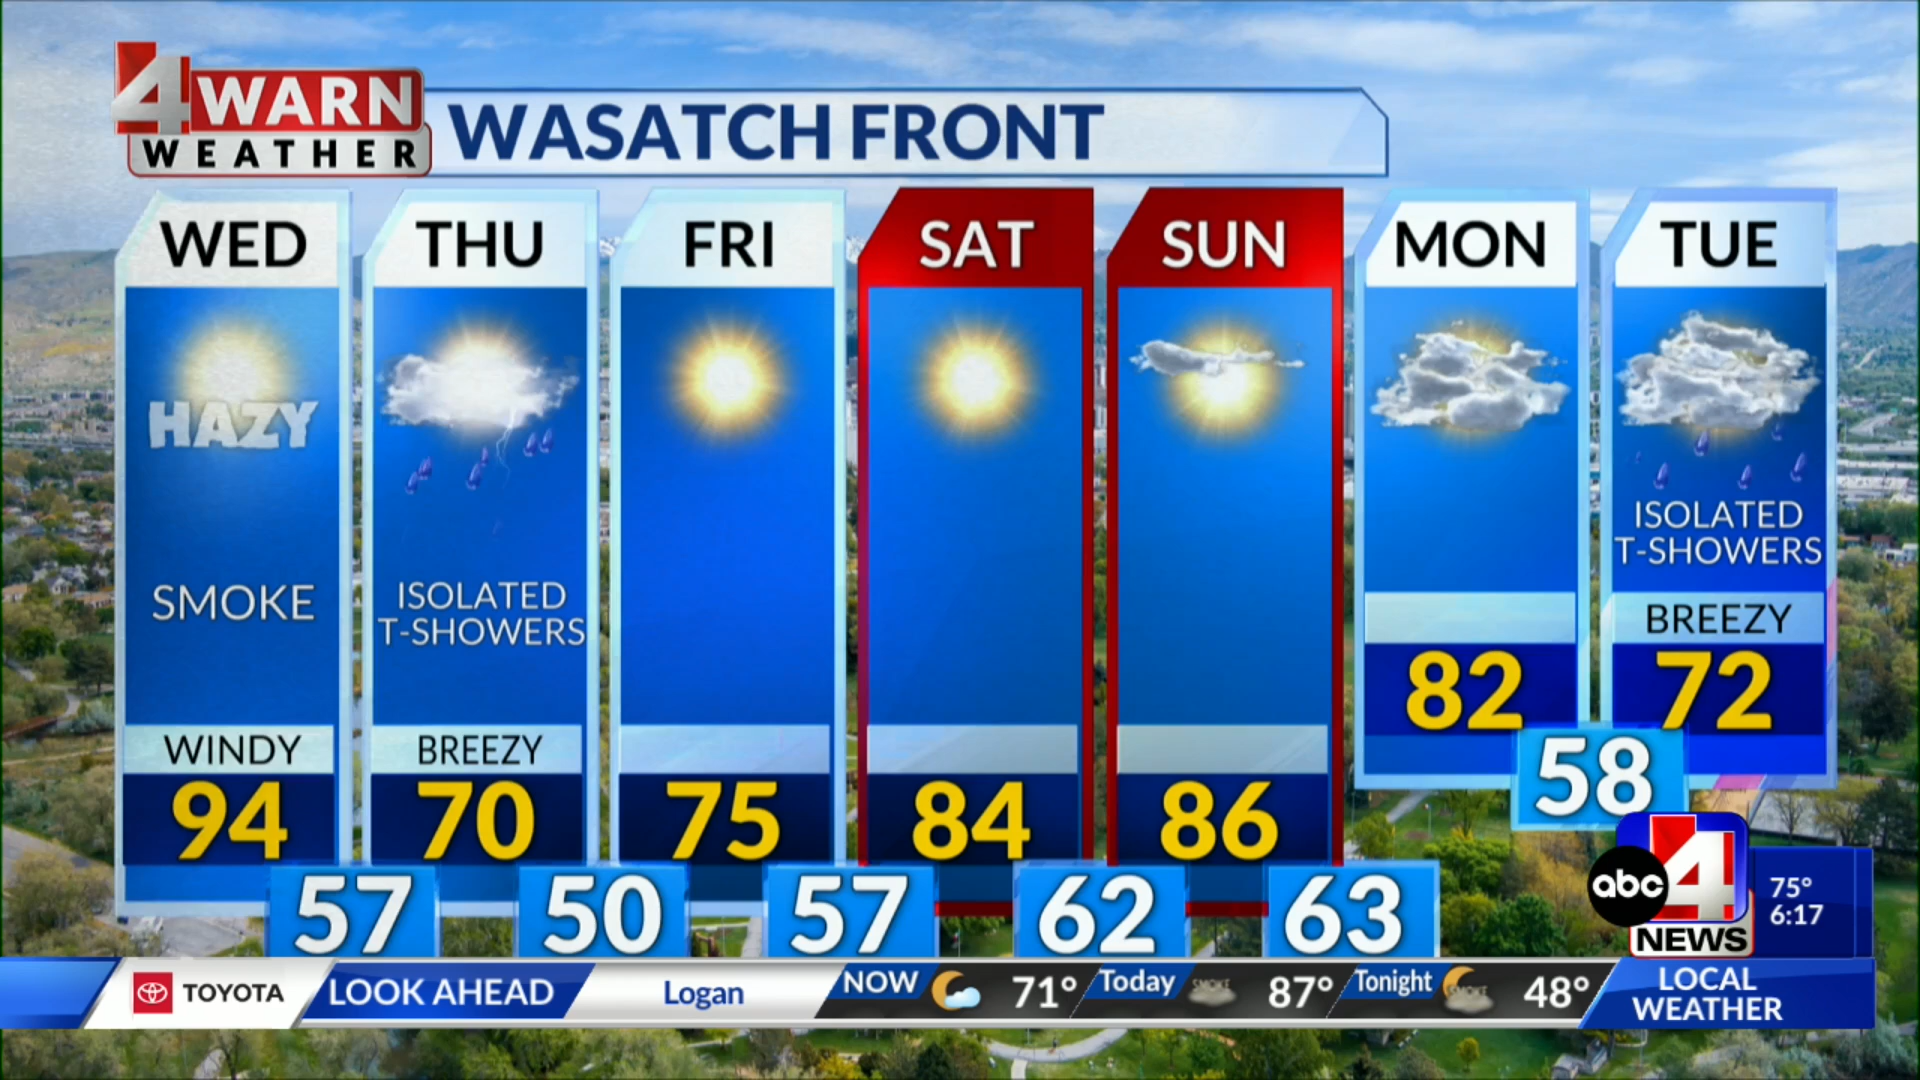 4 WARN
WEATHER
WASATCH FRONT
WED
THU
FRI
SAT
SUN
MON
TUE
HAZY
SMOKE
ISOLATED
T-SHOWERS
ISOLATED
T-SHOWERS
WINDY
BREEZY
BREEZY
94
70
75
84
86
82
72
57
50
57
62
63
58
abc
4
NEWS
75°
6:17
TOYOTA
LOOK AHEAD
Logan
NOW
71°
Today
SMOKE
87°
Tonight
SMOKE
48°
LOCAL
WEATHER